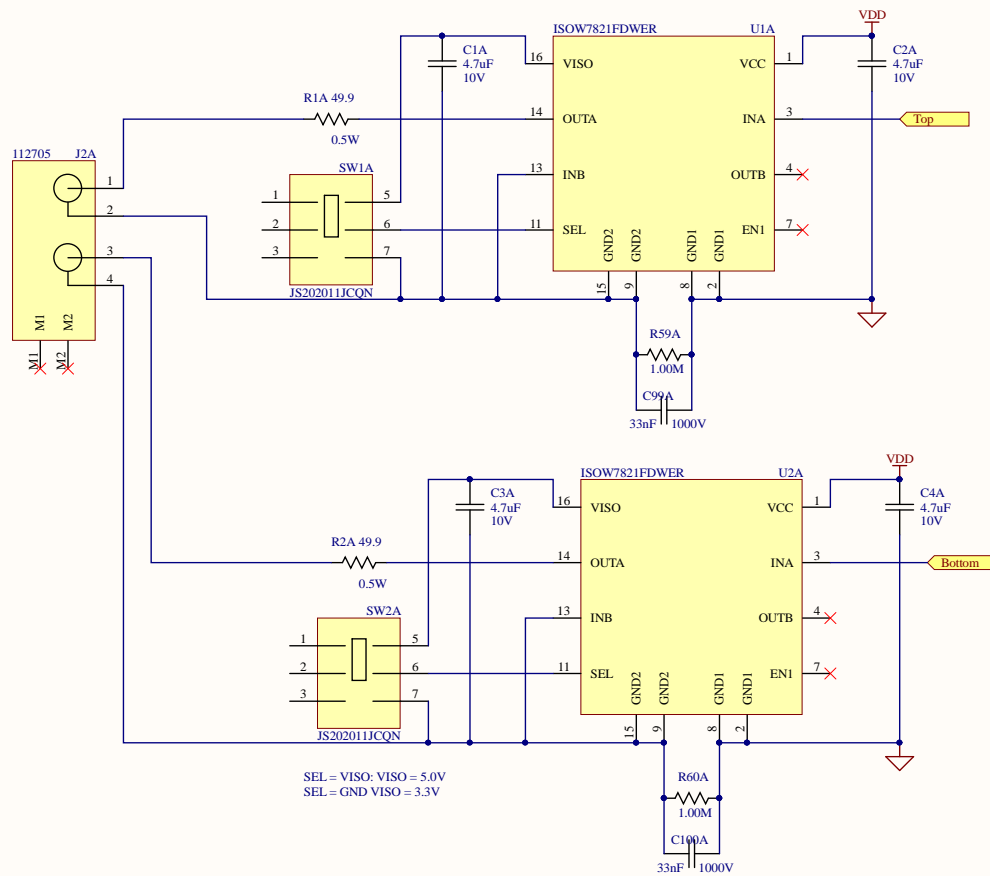 ISOW7821FDWER U1A
VDD
C1A
4.7uF
10V
16 VISO
VCC 1
C2A
4.7uF
10V
R1A 49.9
0.5W
14 OUTA
INA 3
Top
112705 J2A
1
2
3
4
M1
M2
M1
M2
SW1A
1
2
3
5
6
7
JS202011JCQN
13 INB
OUTB 4
11 SEL
EN1 7
GND2
GND2
GND1
GND1
15
9
8
2
R59A
1.00M
C99A
33nF 1000V
ISOW7821FDWER U2A
VDD
C3A
4.7uF
10V
16 VISO
VCC 1
C4A
4.7uF
10V
R2A 49.9
0.5W
14 OUTA
INA 3
Bottom
SW2A
1
2
3
5
6
7
JS202011JCQN
13 INB
OUTB 4
11 SEL
EN1 7
GND2
GND2
GND1
GND1
15
9
8
2
SEL = VISO: VISO = 5.0V
SEL = GND VISO = 3.3V
R60A
1.00M
C100A
33nF 1000V